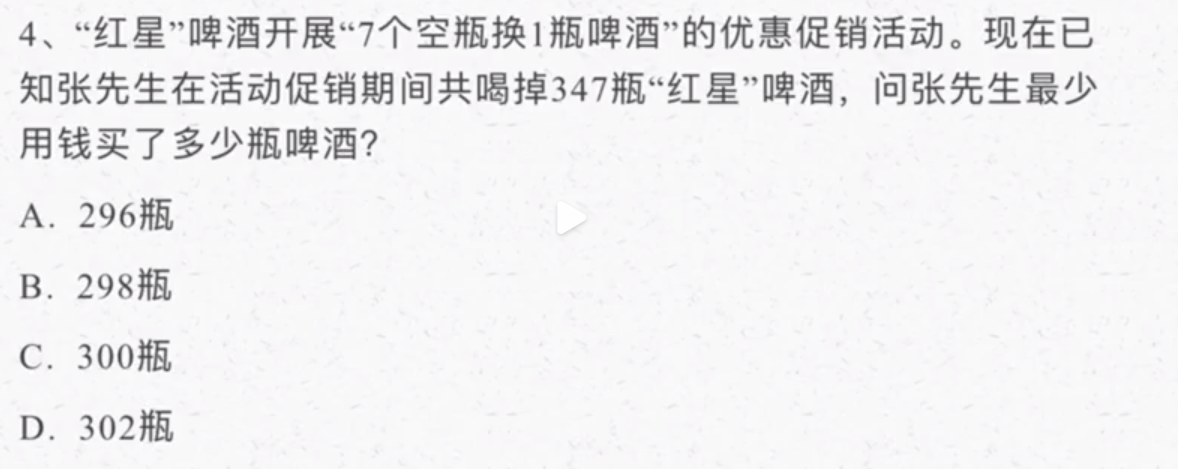 4、“红星”啤酒开展“7个空瓶换1瓶啤酒”的优惠促销活动。现在已
知张先生在活动促销期间共喝掉347瓶“红星”啤酒，问张先生最少
用钱买了多少瓶啤酒？
A. 296瓶
B. 298瓶
C. 300瓶
D. 302瓶